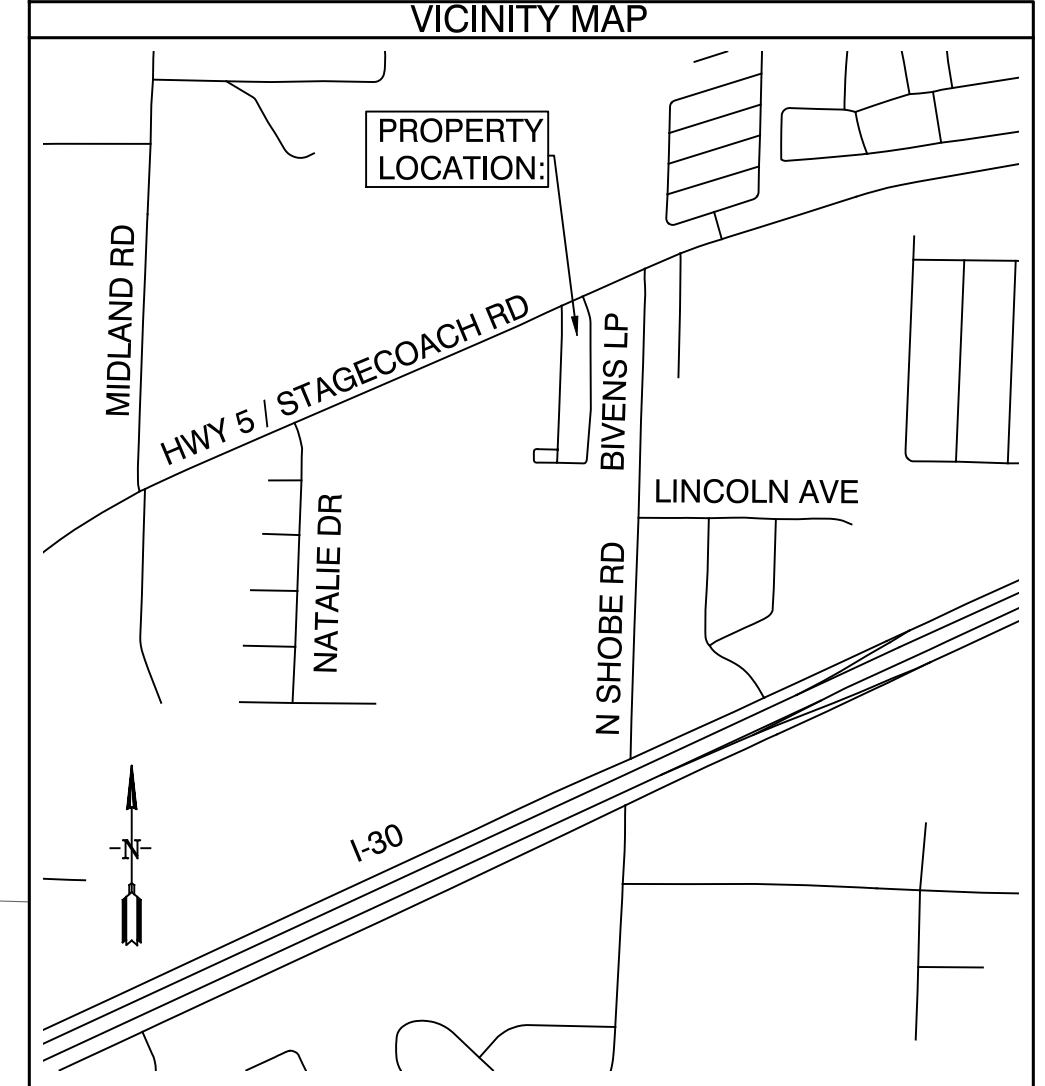 VICINITY MAP
PROPERTY
LOCATION:
MIDLAND RD
HWY 5 / STAGECOACH RD
BIVENS LP
LINCOLN AVE
NATALIE DR
N SHOBE RD
I-30
-N-